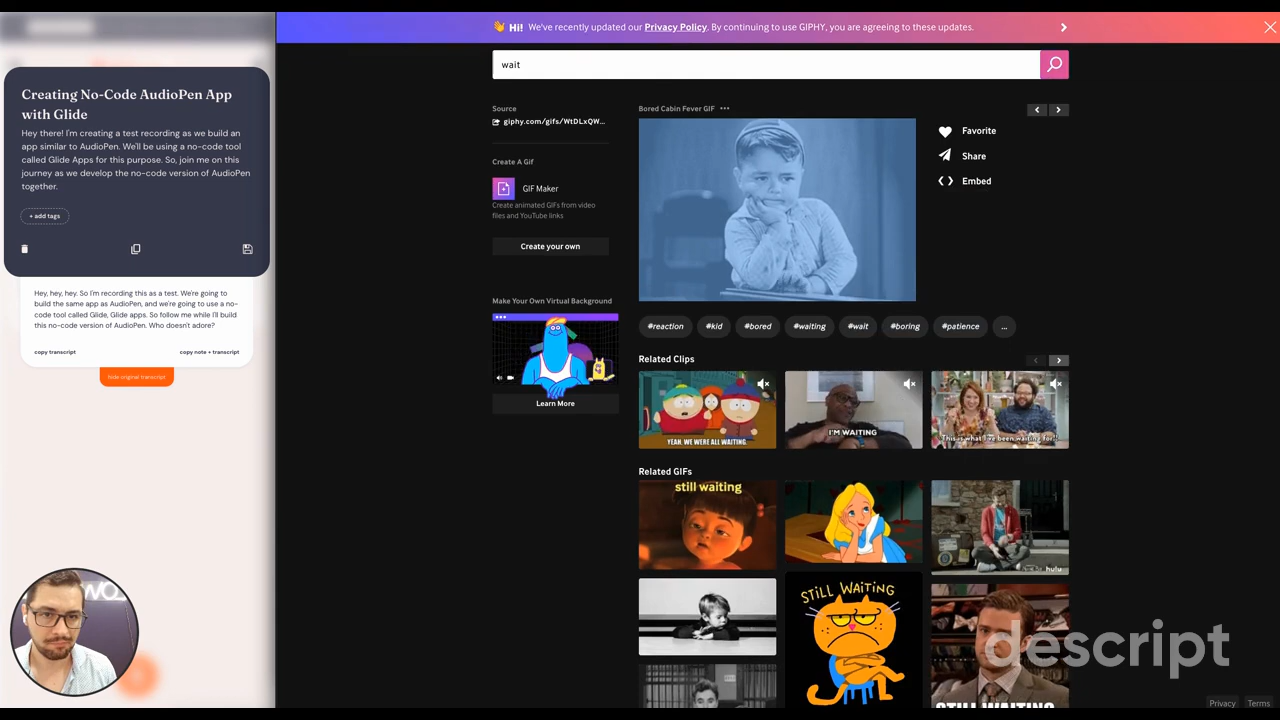 Creating No-Code AudioPen App
with Glide
Hey there! I'm creating a test recording as we build an
app similar to AudioPen. We'll be using a no-code tool
called Glide Apps for this purpose. So, join me on this
journey as we develop the no-code version of AudioPen
together.
+ add tags
Hey, hey, hey. So I'm recording this as a test. We're going to
build the same app as AudioPen, and we're going to use a no-
code tool called Glide, Glide apps. So follow me while I'll build
this no-code version of AudioPen. Who doesn't adore?
copy transcript
copy note + transcript
hide original transcript
👋 Hi! We've recently updated our Privacy Policy. By continuing to use GIPHY, you are agreeing to these updates.
wait
Source
giphy.com/gifs/WtDLxQW...
Create A Gif
GIF Maker
Create animated GIFs from video
files and YouTube links
Create your own
Make Your Own Virtual Background
Learn More
Bored Cabin Fever GIF •••
Favorite
Share
Embed
#reaction #kid #bored #waiting #wait #boring #patience ...
Related Clips
YEAH, WE WERE ALL WAITING.
I'M WAITING
This is what I've been waiting for!
Related GIFs
still waiting
hulu
STILL WAITING
STILL WAITING
descript
Privacy Terms